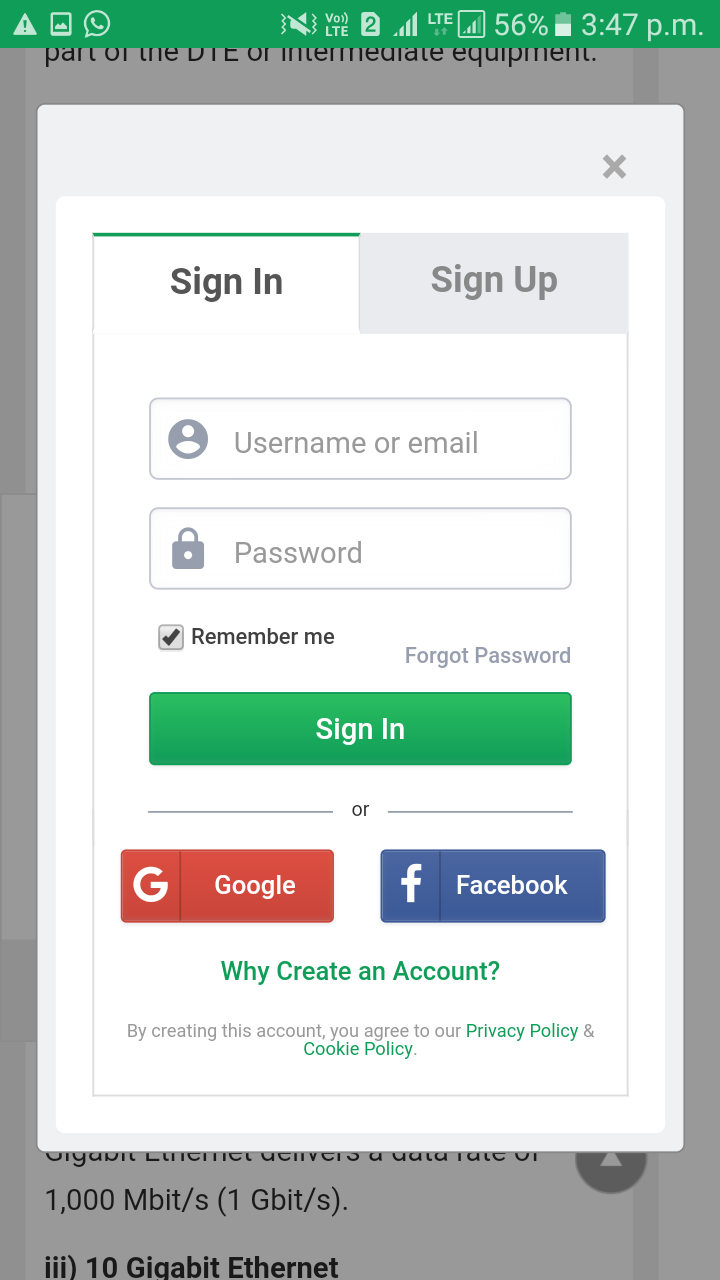 Vo)) LTE 2 LTE 56% 3:47 p.m.
part of the DTE or intermediate equipment.
×
Sign In Sign Up
Username or email
Password
Remember me
Forgot Password
Sign In
or
G Google f Facebook
Why Create an Account?
By creating this account, you agree to our Privacy Policy &
Cookie Policy.
Gigabit Ethernet delivers a data rate of
1,000 Mbit/s (1 Gbit/s).
iii) 10 Gigabit Ethernet